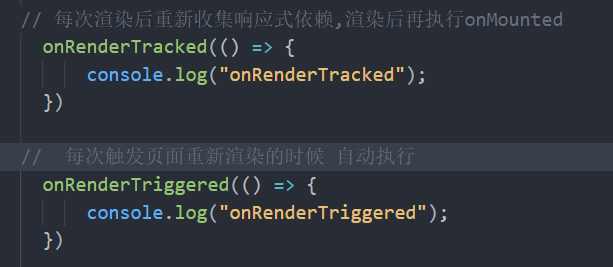 // 每次渲染后重新收集响应式依赖,渲染后再执行onMounted
onRenderTracked(() => {
console.log("onRenderTracked");
})
//  每次触发页面重新渲染的时候 自动执行
onRenderTriggered(() => {
console.log("onRenderTriggered");
})